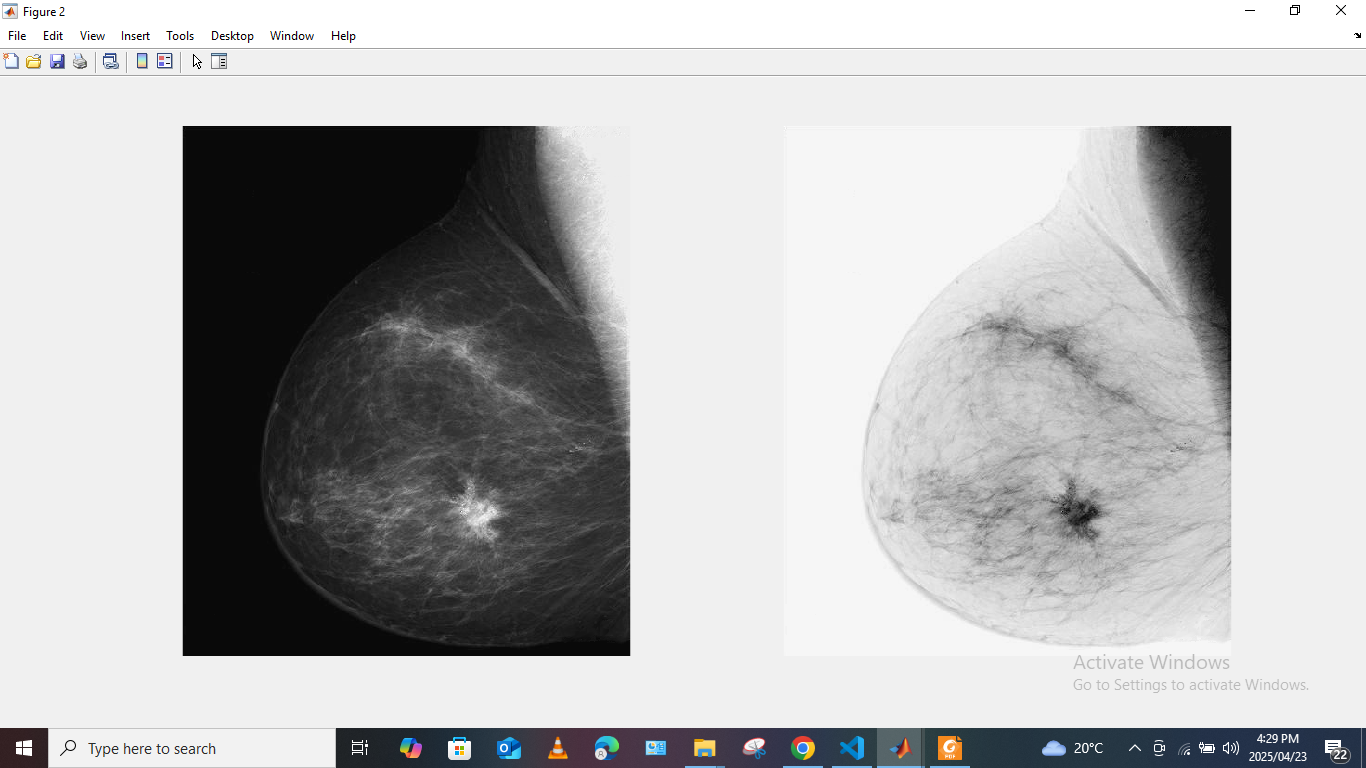 Figure 2
File Edit View Insert Tools Desktop Window Help
Activate Windows
Go to Settings to activate Windows.
Type here to search
20°C
4:29 PM
2025/04/23
22